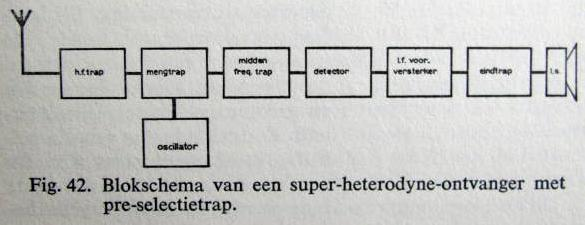 h.f.trap
mengtrap
midden
freq. trap
detector
l.f. voor.
versterker
eindtrap
l.s.
oscillator
Fig. 42. Blokschema van een super-heterodyne-ontvanger met
pre-selectietrap.